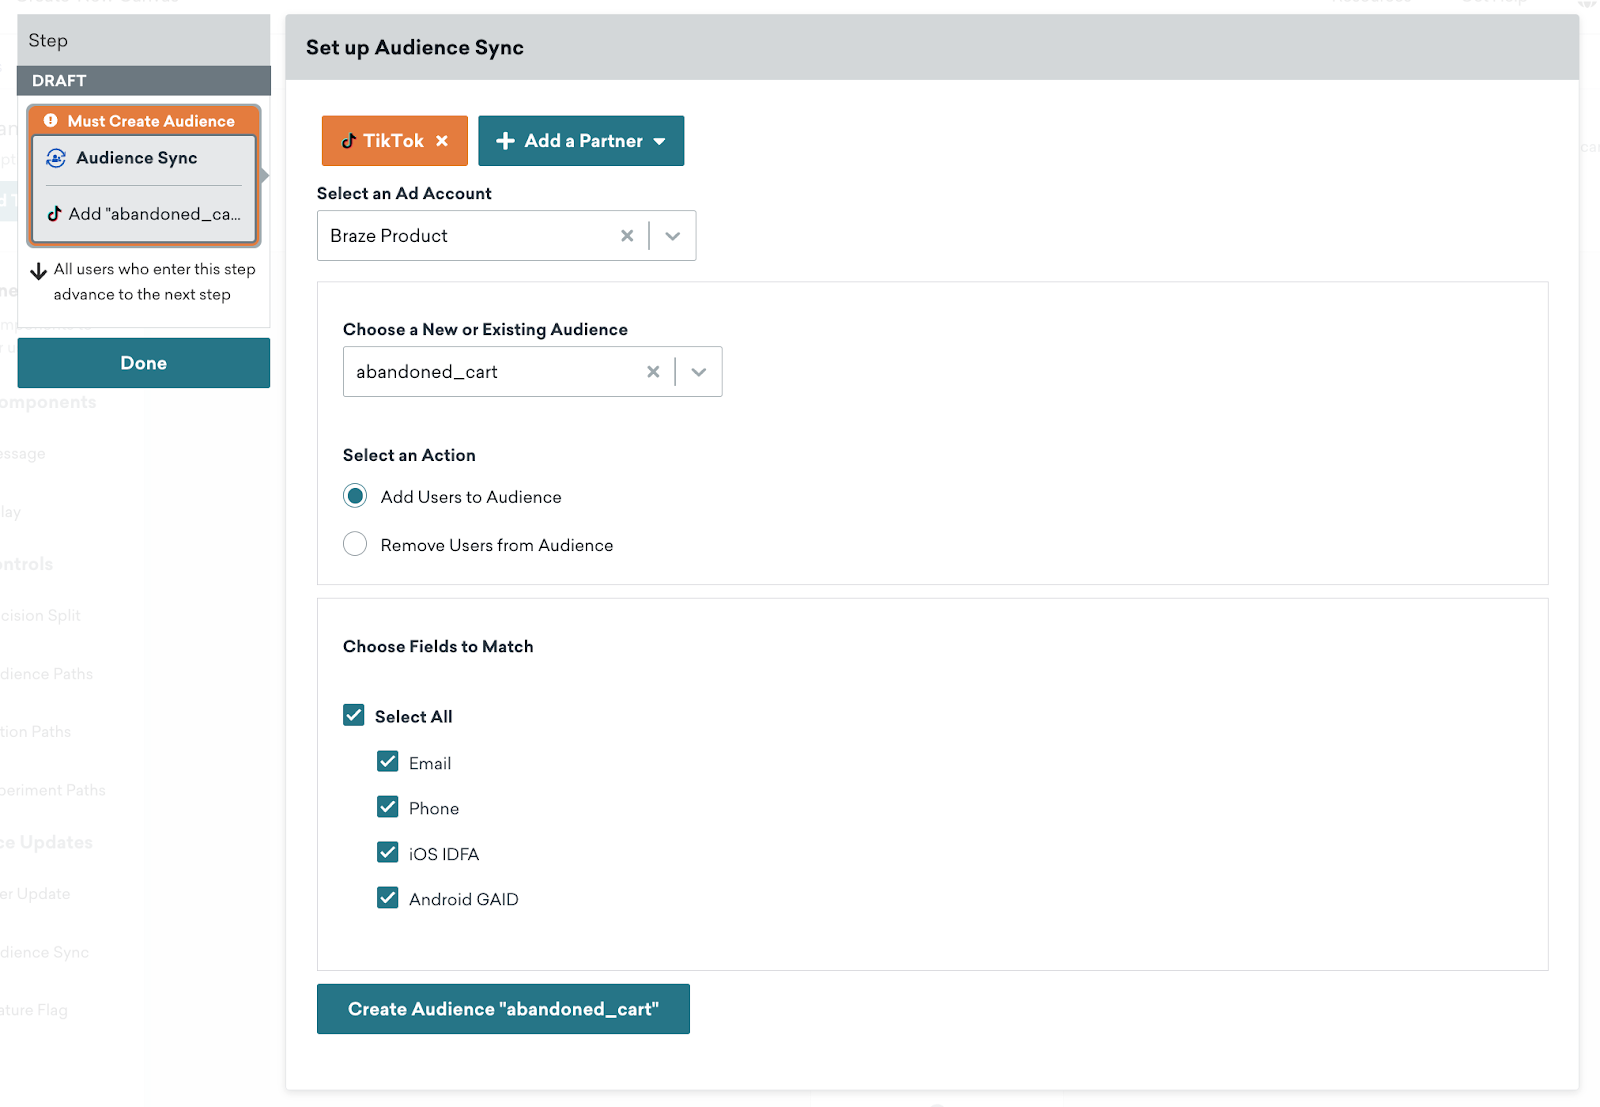 Step
DRAFT
Must Create Audience
Audience Sync
Add "abandoned_ca...
All users who enter this step
advance to the next step
Done
Set up Audience Sync
TikTok
Add a Partner
Select an Ad Account
Braze Product
Choose a New or Existing Audience
abandoned_cart
Select an Action
Add Users to Audience
Remove Users from Audience
Choose Fields to Match
Select All
Email
Phone
iOS IDFA
Android GAID
Create Audience "abandoned_cart"
omponents
essage
lay
ontrols
cision Split
dience Paths
tion Paths
periment Paths
ce Updates
er Update
dience Sync
ature Flag